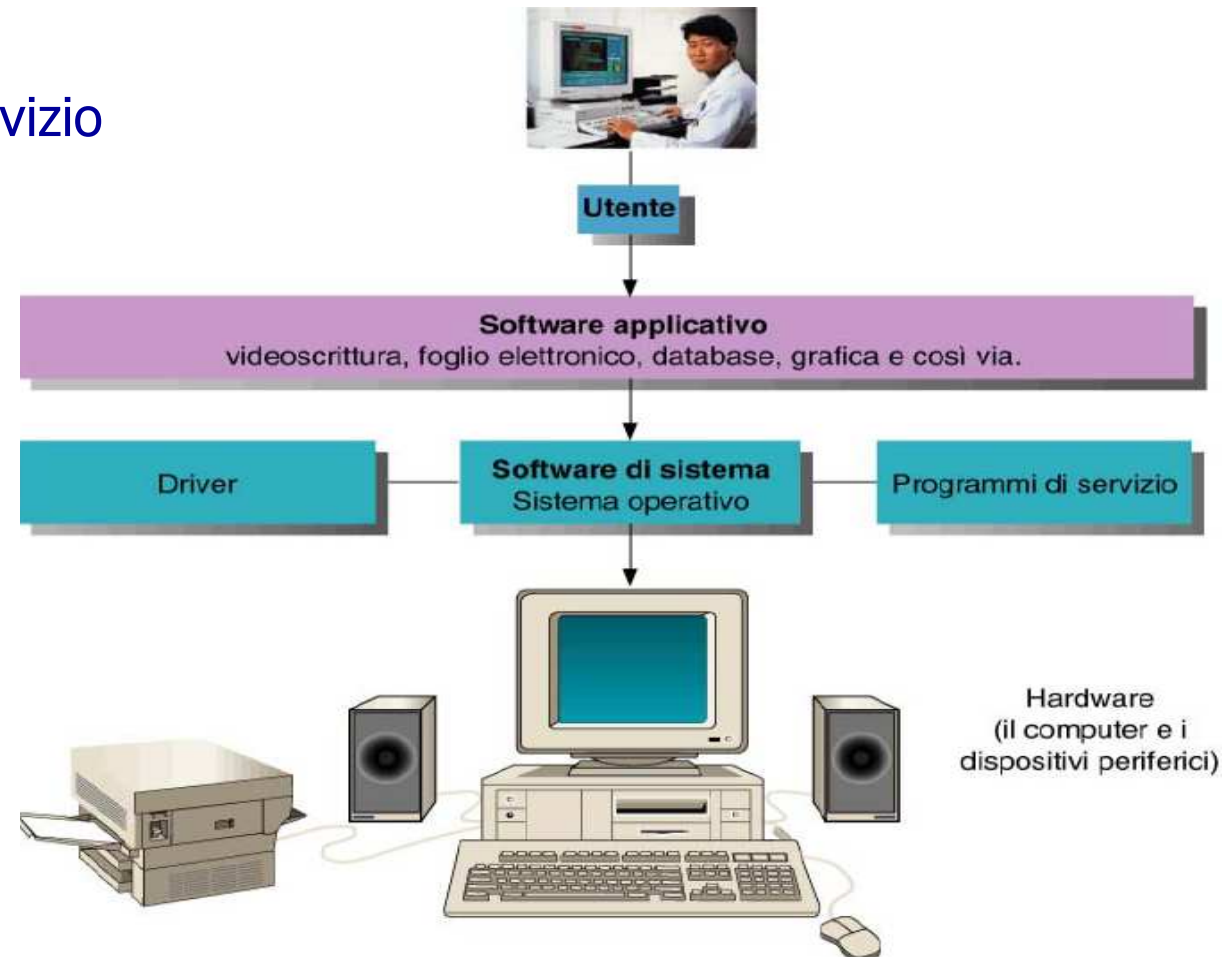 vizio
Utente
Software applicativo
videoscrittura, foglio elettronico, database, grafica e così via.
Driver
Software di sistema
Sistema operativo
Programmi di servizio
Hardware
(il computer e i
dispositivi periferici)